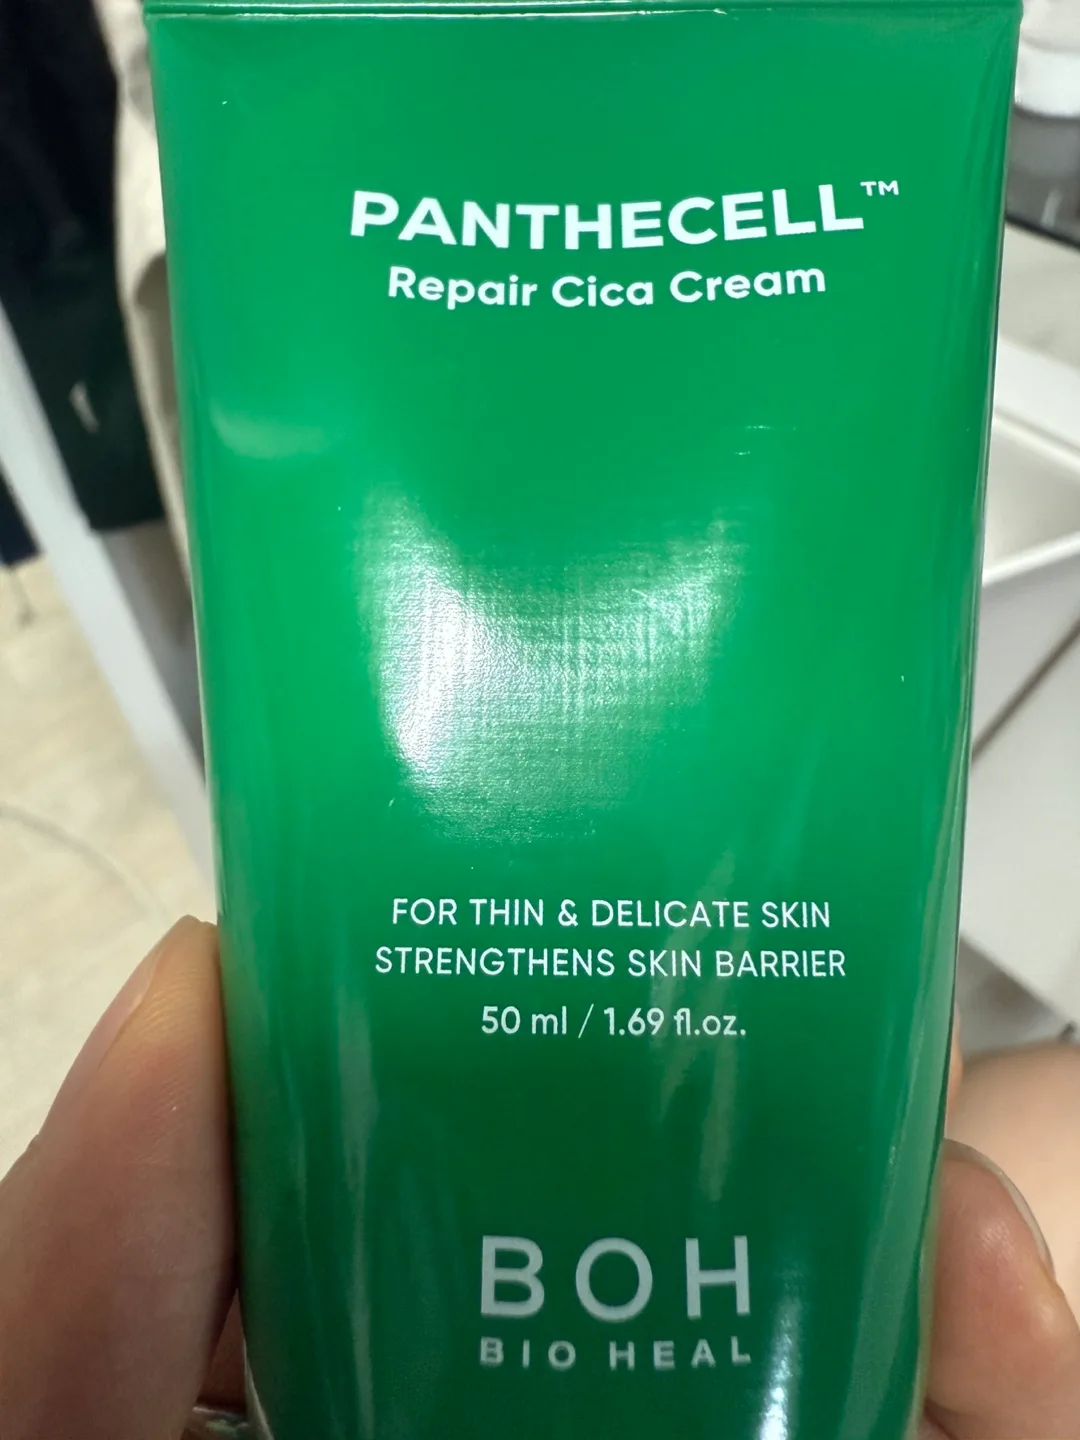 PANTHECELL™
Repair Cica Cream
FOR THIN & DELICATE SKIN
STRENGTHENS SKIN BARRIER
50 ml / 1.69 fl.oz.
BOH
BIO HEAL